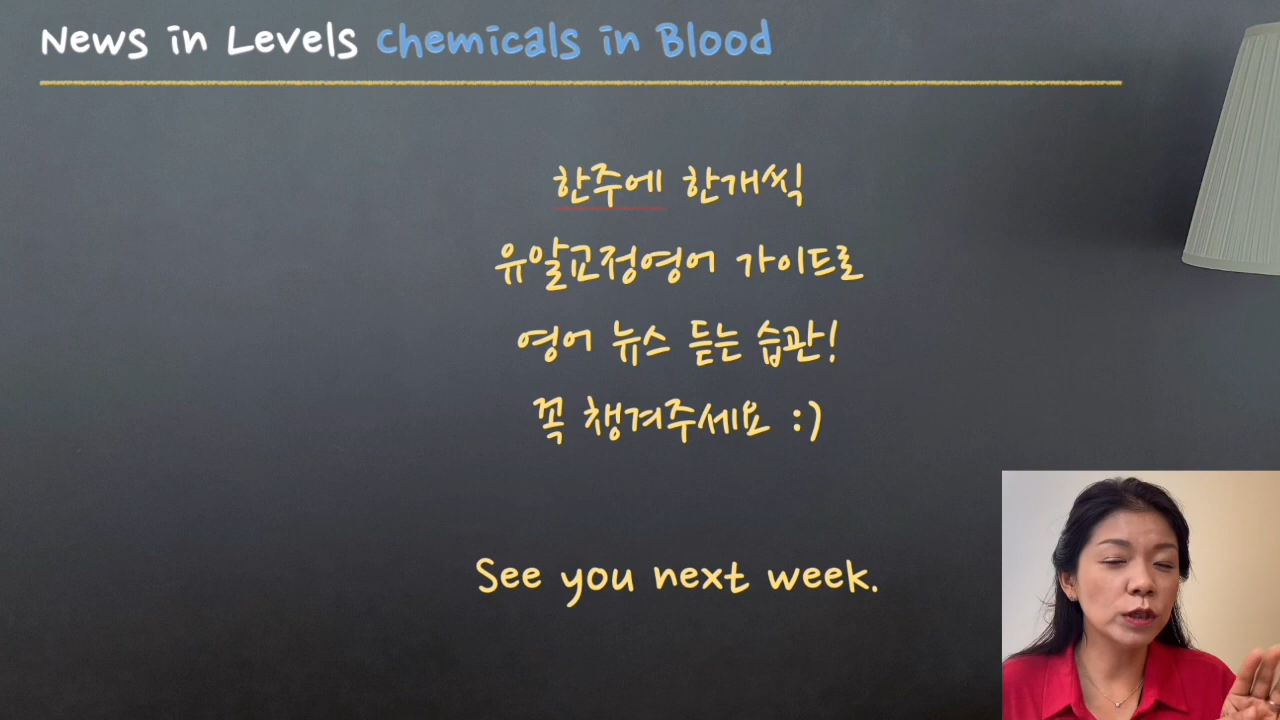 News in Levels Chemicals in Blood
한주에 한개씩
유알교정영어 가이드로
영어 뉴스 듣는 습관!
꼭 챙겨주세요 :)
See you next week.